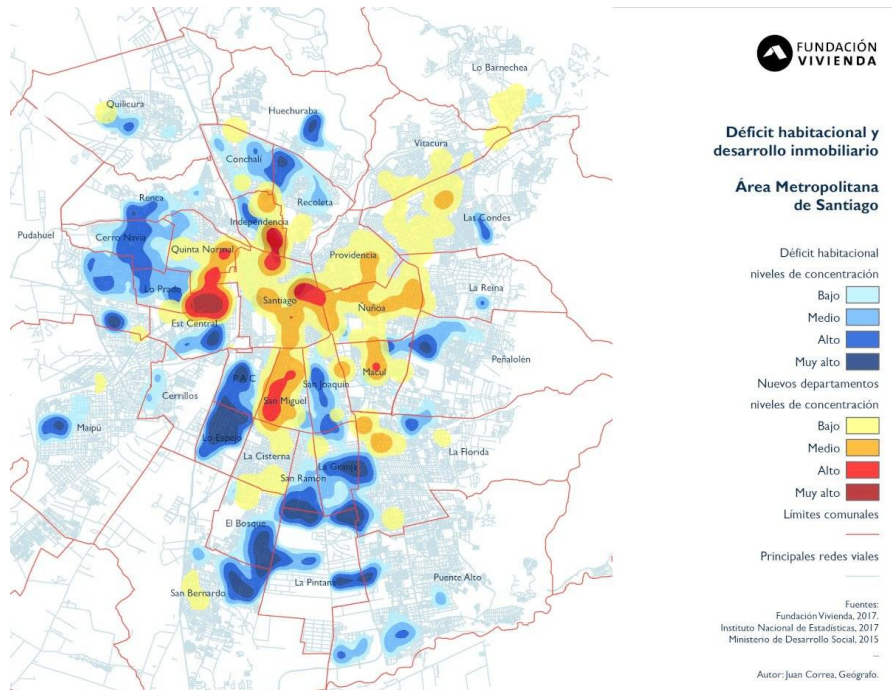 Lo Barnechea
Quilicura
Huechuraba
Vitacura
Conchalí
Renca
Recoleta
Independencia
Las Condes
Pudahuel
Cerro Navia
Quinta Normal
Providencia
Lo Prado
La Reina
Santiago
Ñuñoa
Est Central
Peñalolén
Macul
P.A.C
San Joaquín
Cerrillos
San Miguel
Maipú
Lo Espejo
La Cisterna
La Florida
La Granja
San Ramón
El Bosque
La Pintana
Puente Alto
San Bernardo
FUNDACIÓN
VIVIENDA
Déficit habitacional y
desarrollo inmobiliario
Área Metropolitana
de Santiago
Déficit habitacional
niveles de concentración
Bajo
Medio
Alto
Muy alto
Nuevos departamentos
niveles de concentración
Bajo
Medio
Alto
Muy alto
Límites comunales
Principales redes viales
Fuentes:
Fundación Vivienda, 2017.
Instituto Nacional de Estadísticas, 2017
Ministerio de Desarrollo Social, 2015
Autor: Juan Correa, Geógrafo.